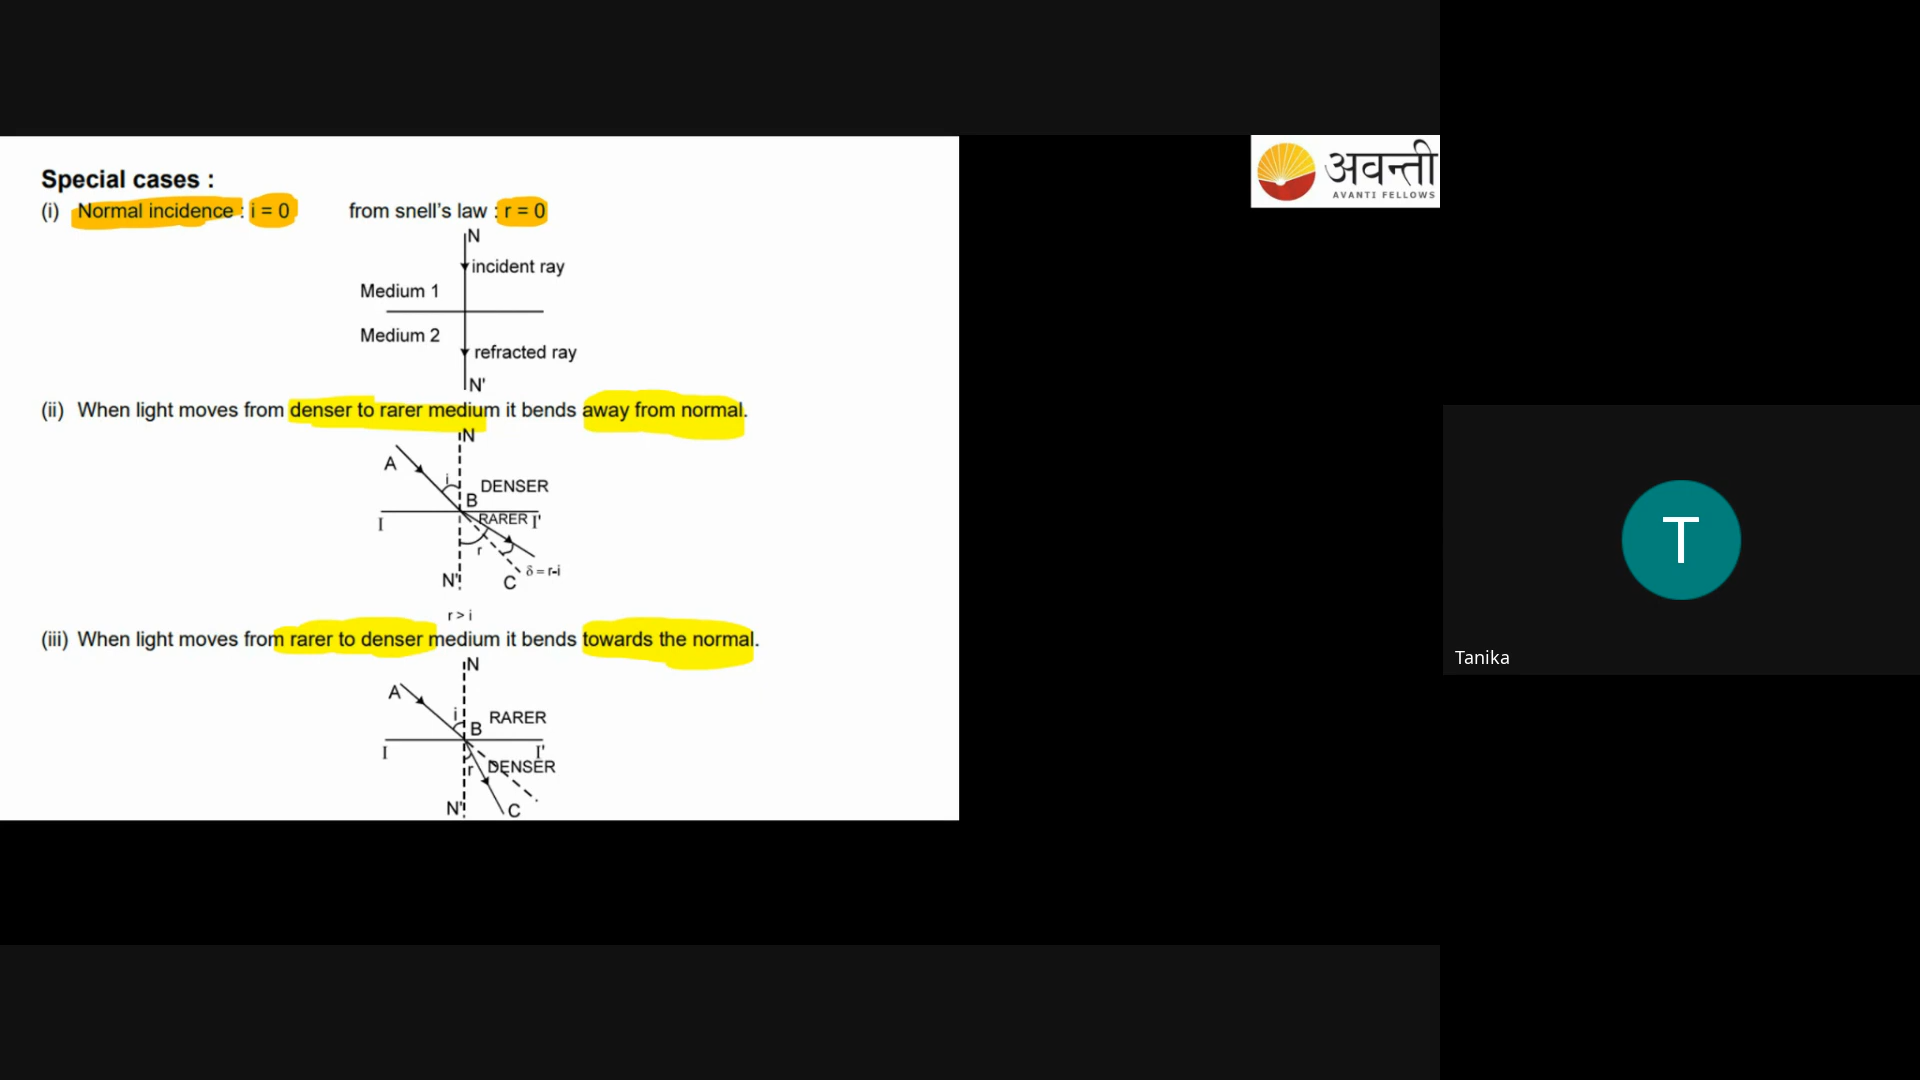 Special cases :
(i) Normal incidence : i = 0 from snell's law : r = 0
N
incident ray
Medium 1
Medium 2
refracted ray
N'
(ii) When light moves from denser to rarer medium it bends away from normal.
N
A
i
DENSER
B
I
RARER I'
r
δ = r-i
N' C
r > i
(iii) When light moves from rarer to denser medium it bends towards the normal.
N
A
i
RARER
B
I I'
r DENSER
N' C
अवन्ती
AVANTI FELLOWS
T
Tanika